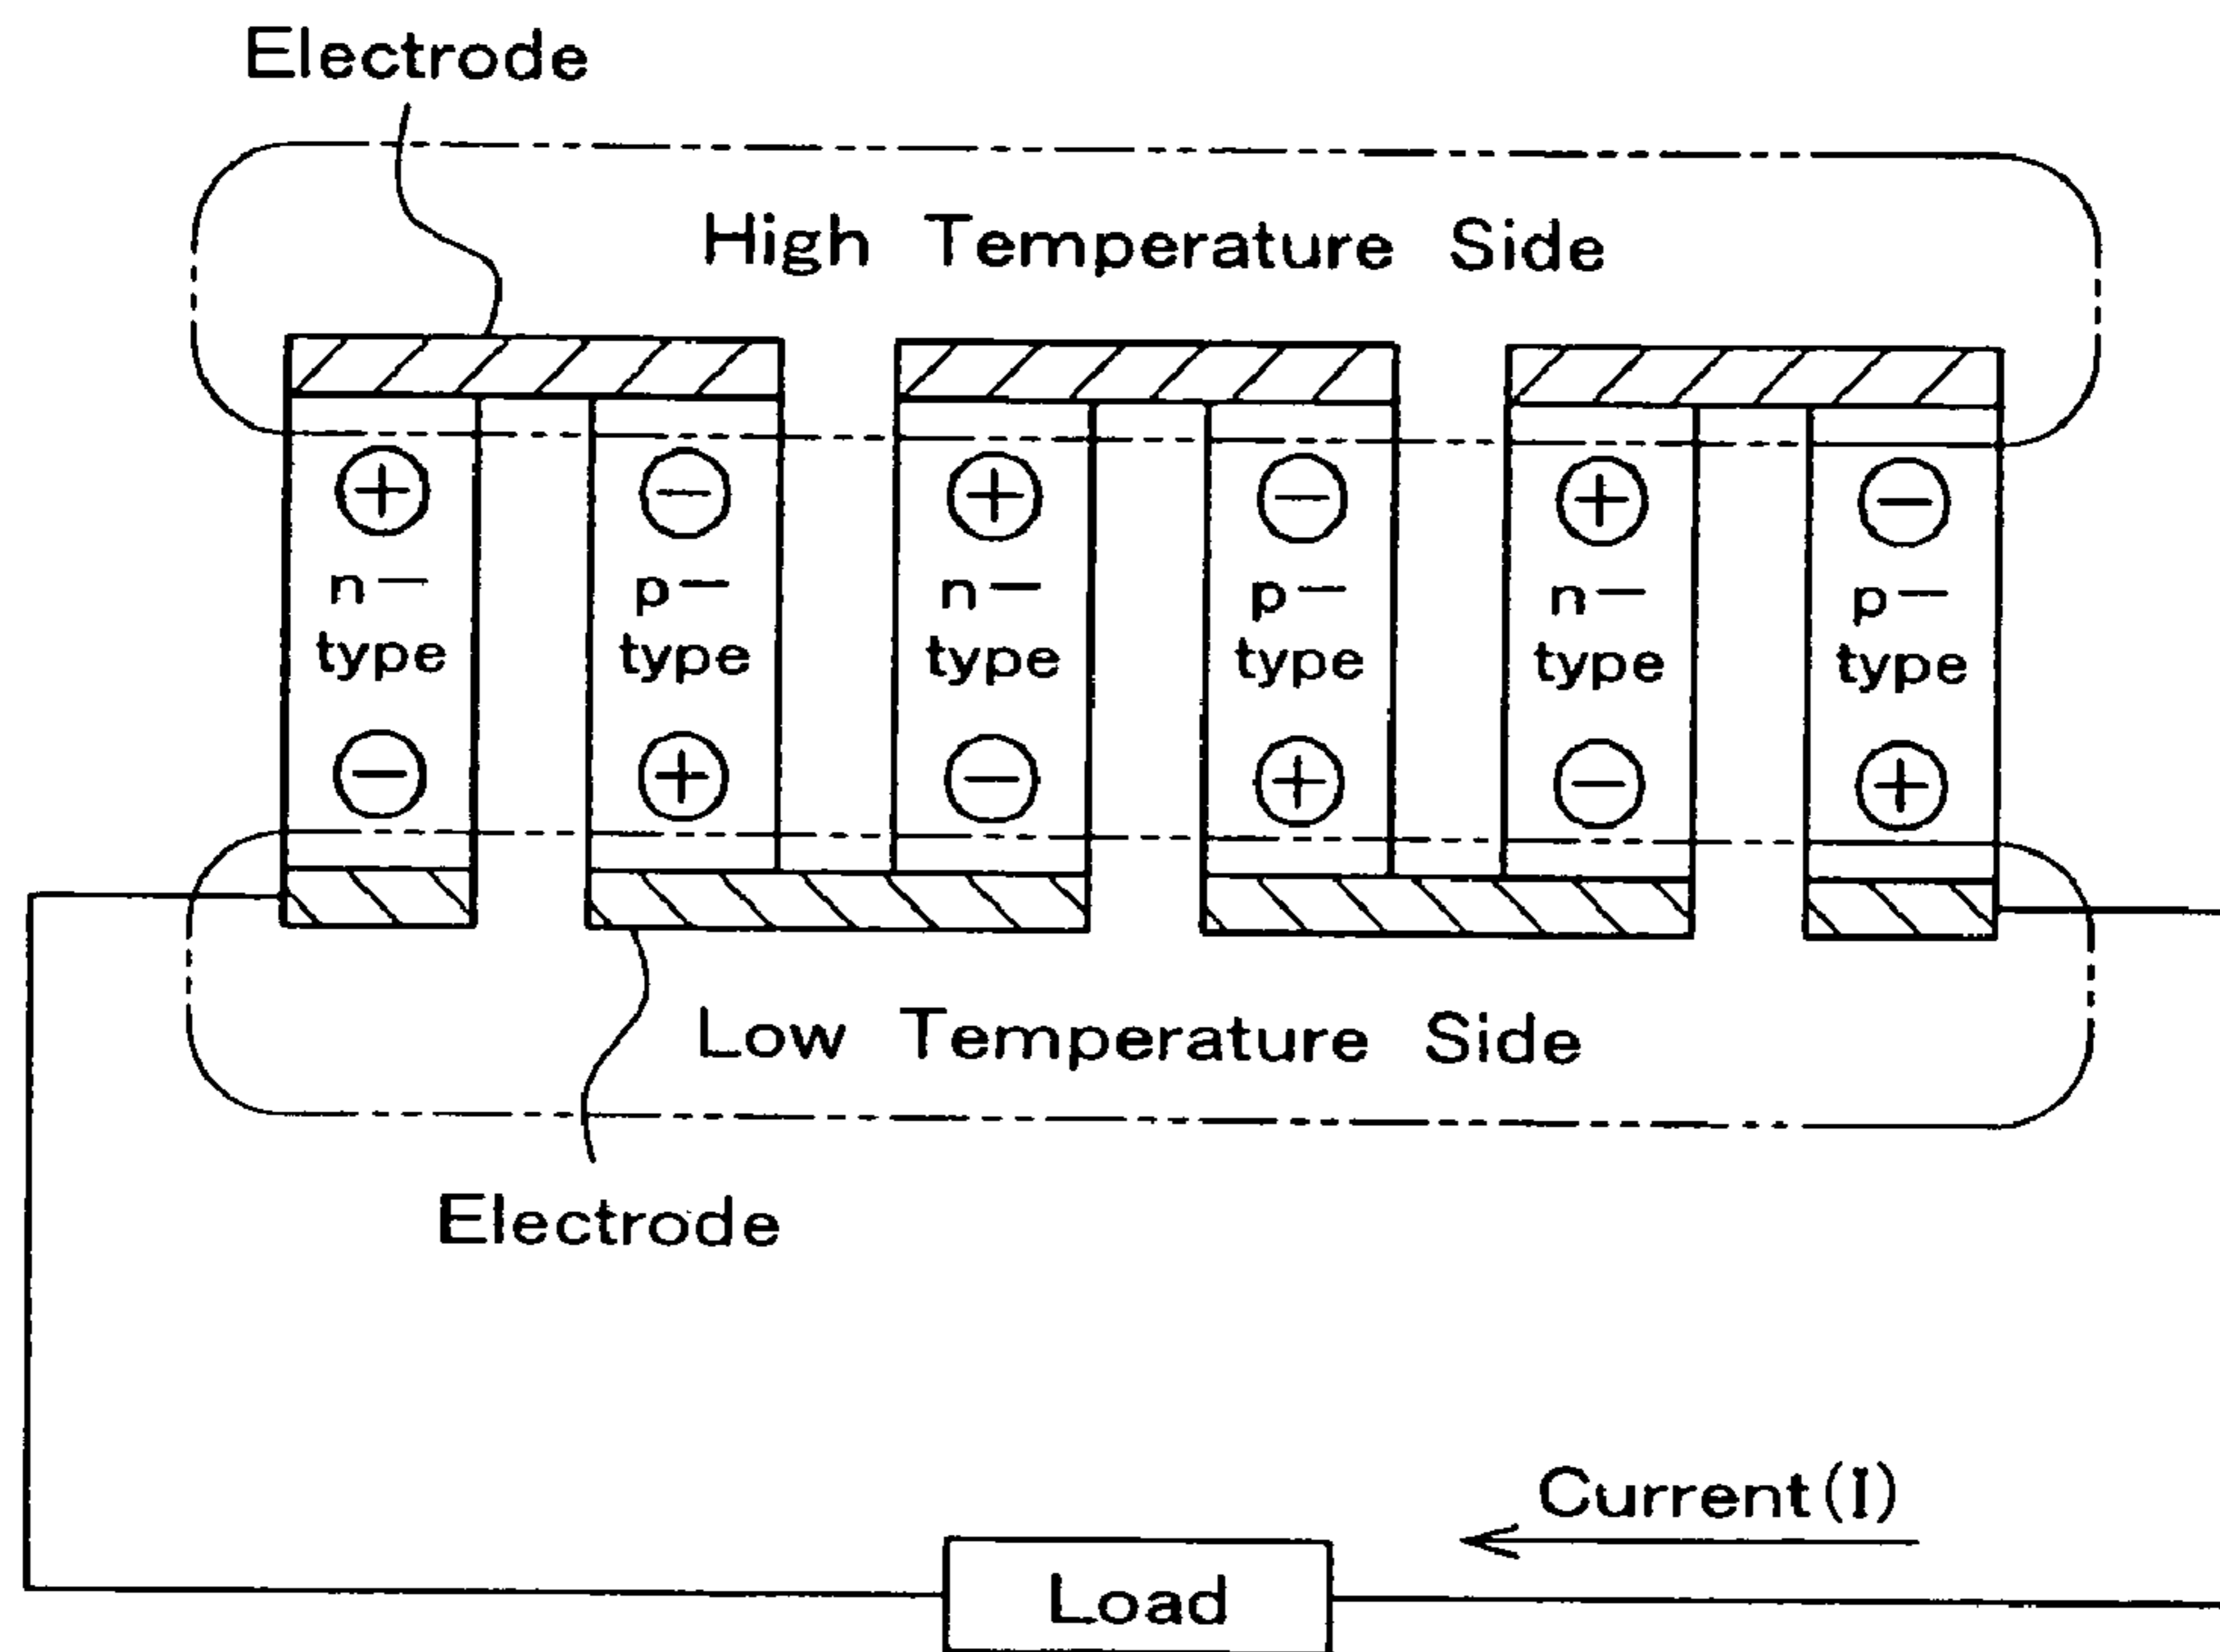 Electrode
High Temperature Side
+ − + − + −
n− p− n− p− n− p−
type type type type type type
− + − + − +
Low Temperature Side
Electrode
Current(I)
Load